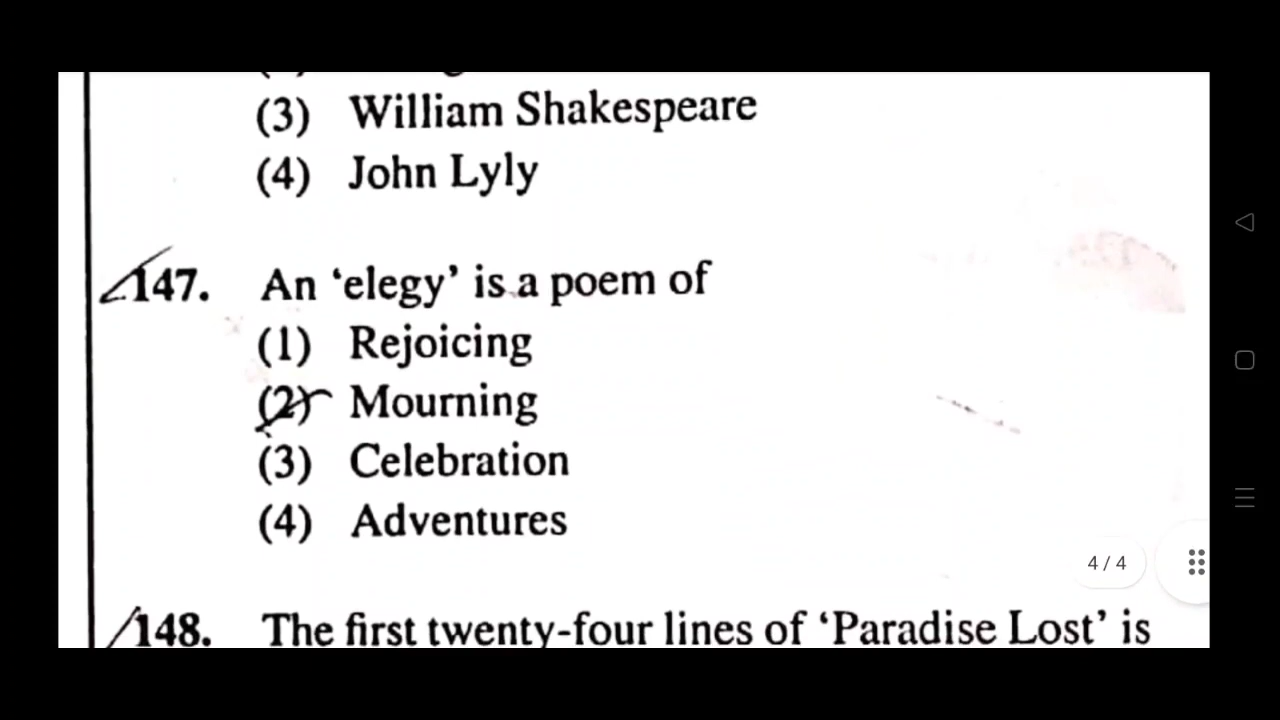 (3) William Shakespeare
(4) John Lyly
147. An ‘elegy’ is a poem of
(1) Rejoicing
(2) Mourning
(3) Celebration
(4) Adventures
4 / 4
148. The first twenty-four lines of ‘Paradise Lost’ is